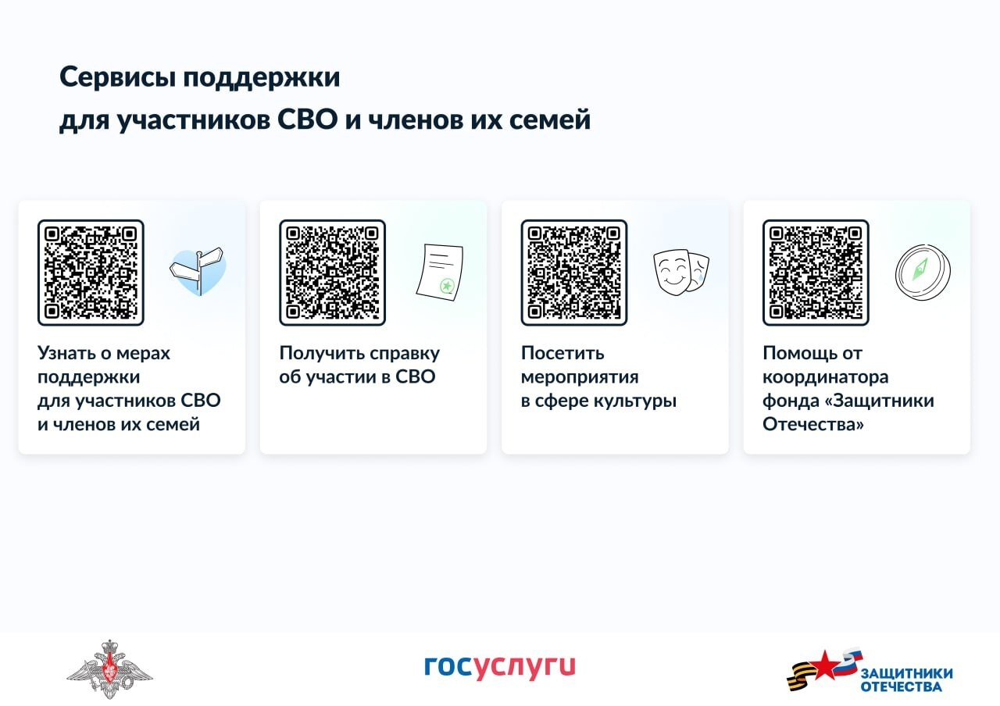 Сервисы поддержки
для участников СВО и членов их семей
Узнать о мерах
поддержки
для участников СВО
и членов их семей
Получить справку
об участии в СВО
Посетить
мероприятия
в сфере культуры
Помощь от
координатора
фонда «Защитники
Отечества»
госуслуги
ЗАЩИТНИКИ
ОТЕЧЕСТВА